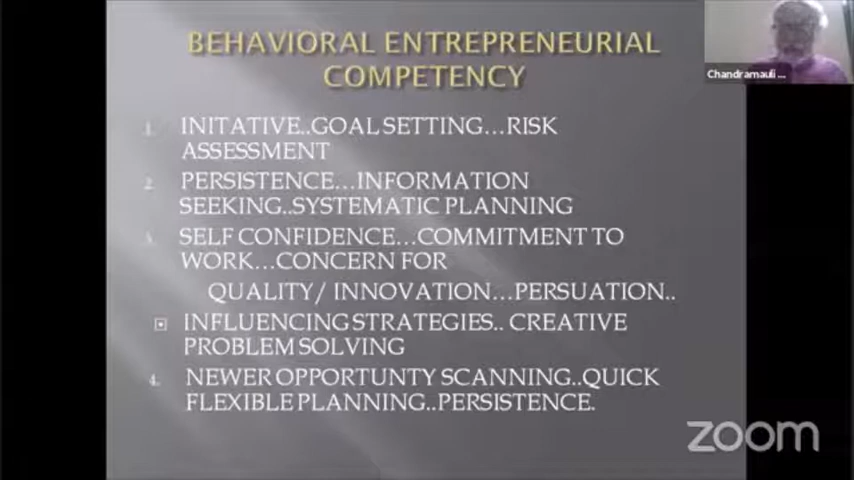 BEHAVIORAL ENTREPRENEURIAL
COMPETENCY
Chandramauli ...
1. INITATIVE..GOAL SETTING...RISK
ASSESSMENT
2. PERSISTENCE...INFORMATION
SEEKING..SYSTEMATIC PLANNING
3. SELF CONFIDENCE...COMMITMENT TO
WORK...CONCERN FOR
QUALITY/ INNOVATION...PERSUATION..
INFLUENCING STRATEGIES.. CREATIVE
PROBLEM SOLVING
4. NEWER OPPORTUNTY SCANNING..QUICK
FLEXIBLE PLANNING..PERSISTENCE.
zoom